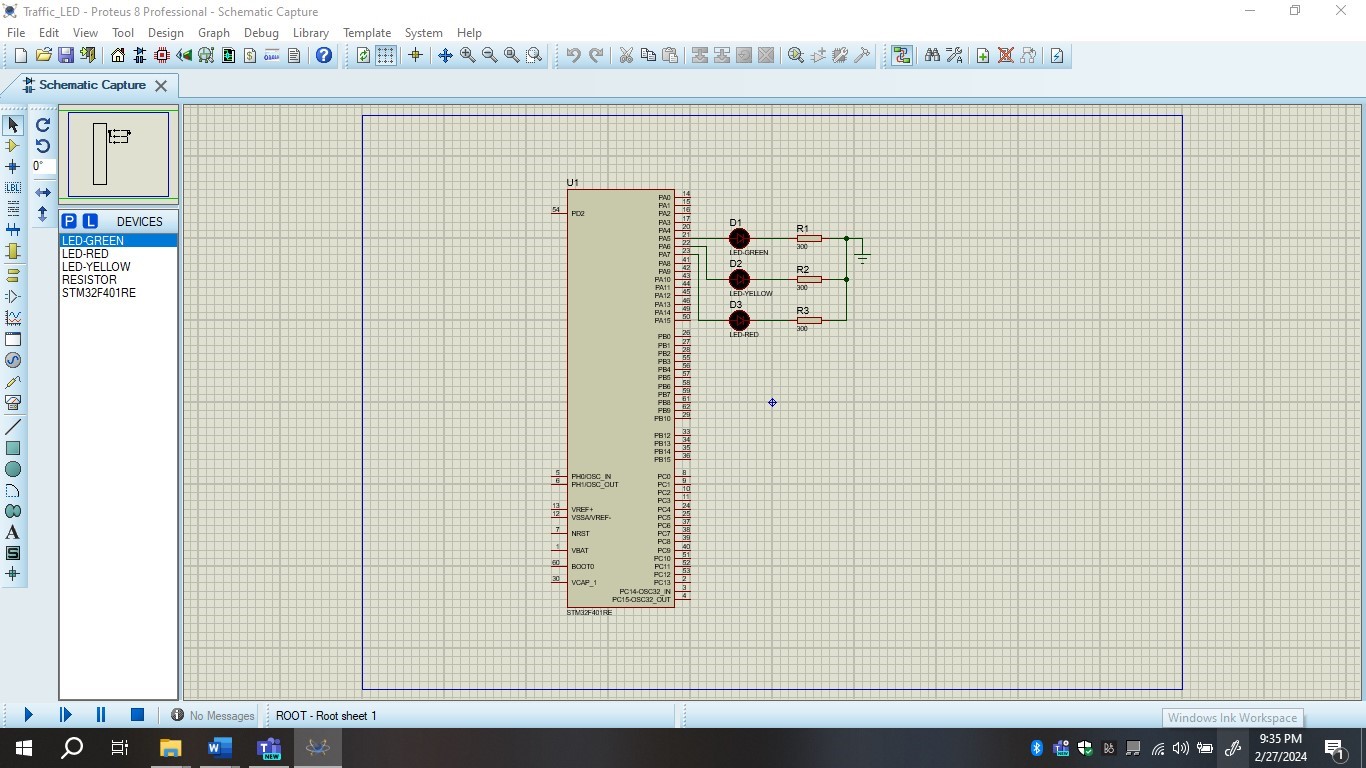 Traffic_LED - Proteus 8 Professional - Schematic Capture
File Edit View Tool Design Graph Debug Library Template System Help
Schematic Capture
0°
LBL
P L DEVICES
LED-GREEN
LED-RED
LED-YELLOW
RESISTOR
STM32F401RE
A
S
U1
54 PD2
5 PH0/OSC_IN
6 PH1/OSC_OUT
13 VREF+
12 VSSA/VREF-
7 NRST
1 VBAT
60 BOOT0
30 VCAP_1
PA0 14
PA1 15
PA2 16
PA3 17
PA4 20
PA5 21
PA6 22
PA7 23
PA8 41
PA9 42
PA10 43
PA11 44
PA12 45
PA13 46
PA14 49
PA15 50
PB0 26
PB1 27
PB2 28
PB3 55
PB4 56
PB5 57
PB6 58
PB7 59
PB8 61
PB9 62
PB10 29
PB12 33
PB13 34
PB14 35
PB15 36
PC0 8
PC1 9
PC2 10
PC3 11
PC4 24
PC5 25
PC6 37
PC7 38
PC8 39
PC9 40
PC10 51
PC11 52
PC12 53
PC13 2
PC14-OSC32_IN 3
PC15-OSC32_OUT 4
STM32F401RE
D1 R1
LED-GREEN 300
D2 R2
LED-YELLOW 300
D3 R3
LED-RED 300
No Messages ROOT - Root sheet 1
Windows Ink Workspace
NEW
NEW
9:35 PM
2/27/2024
1